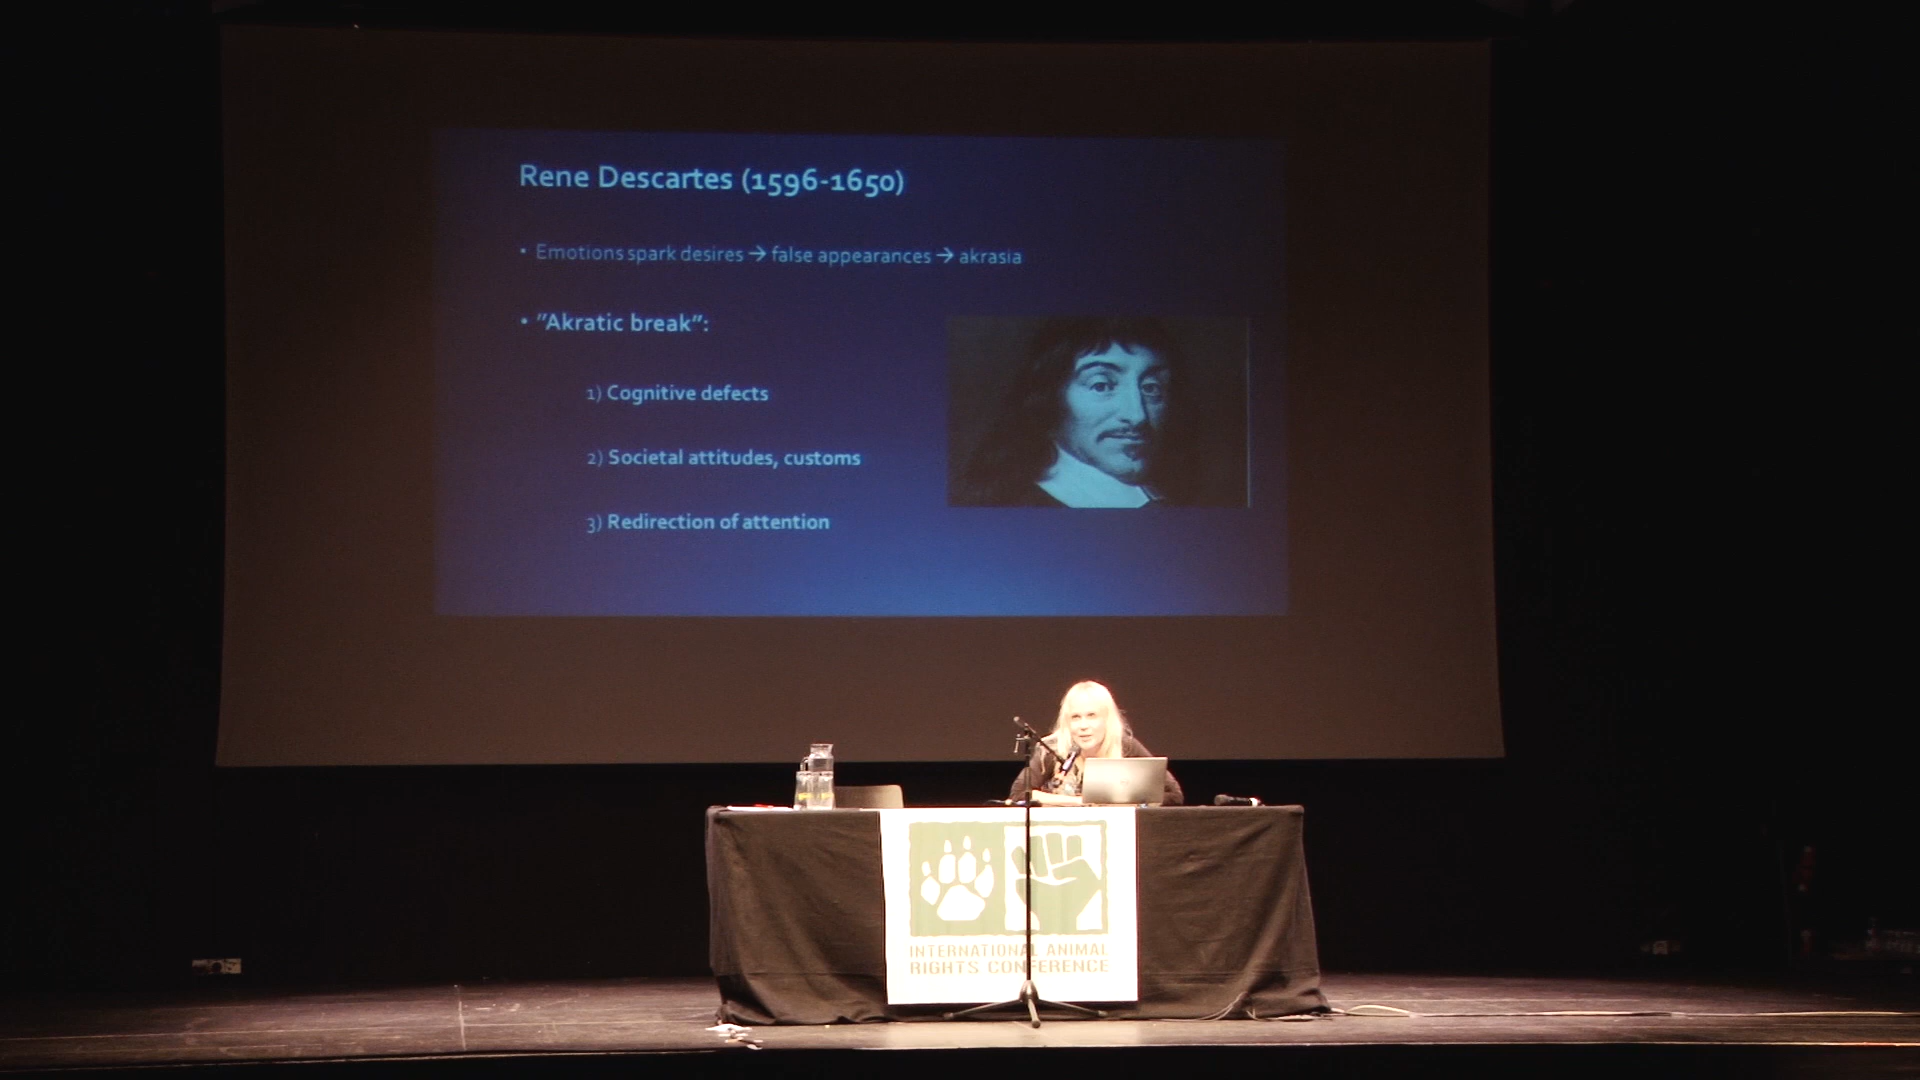 Rene Descartes (1596-1650)
• Emotions spark desires → false appearances → akrasia
• ”Akratic break”:
1) Cognitive defects
2) Societal attitudes, customs
3) Redirection of attention
INTERNATIONAL ANIMAL
RIGHTS CONFERENCE